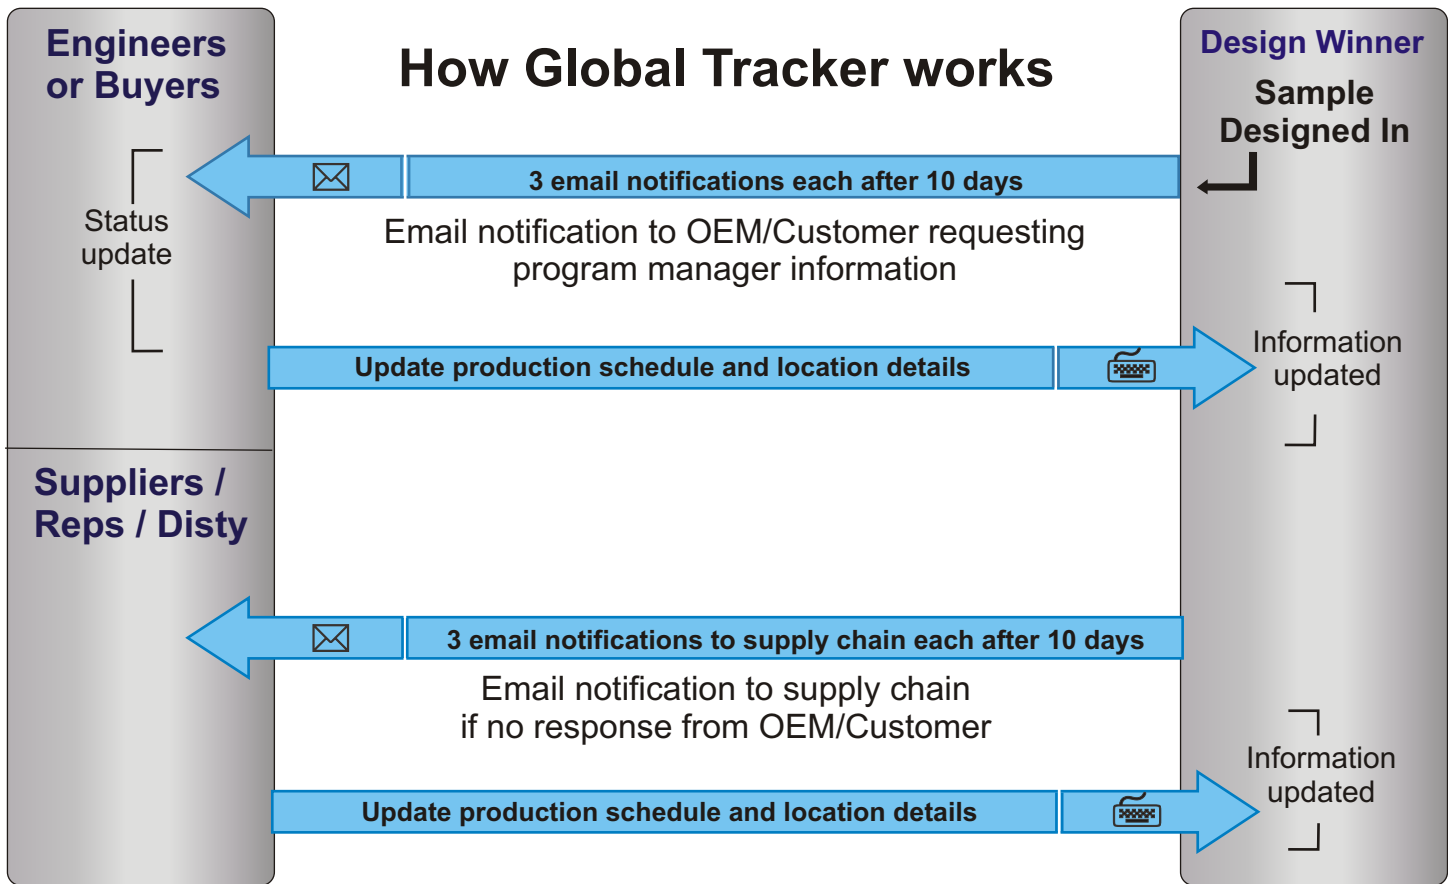 Engineers
or Buyers
How Global Tracker works
Design Winner
Sample
Designed In
3 email notifications each after 10 days
Status
update
Email notification to OEM/Customer requesting
program manager information
Update production schedule and location details
Information
updated
Suppliers /
Reps / Disty
3 email notifications to supply chain each after 10 days
Email notification to supply chain
if no response from OEM/Customer
Information
updated
Update production schedule and location details